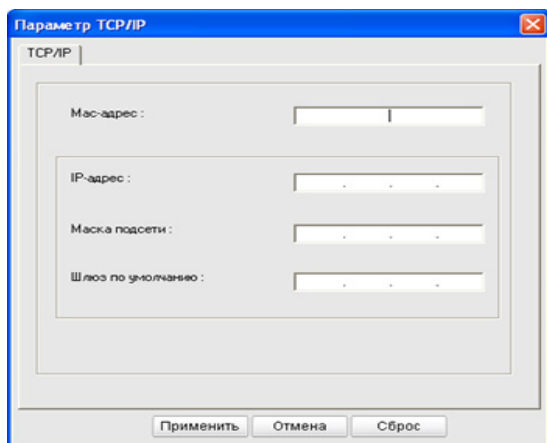 Параметр TCP/IP
TCP/IP
Mac-адрес :
IP-адрес :
. . .
Маска подсети :
. . .
Шлюз по умолчанию :
. . .
Применить Отмена Сброс